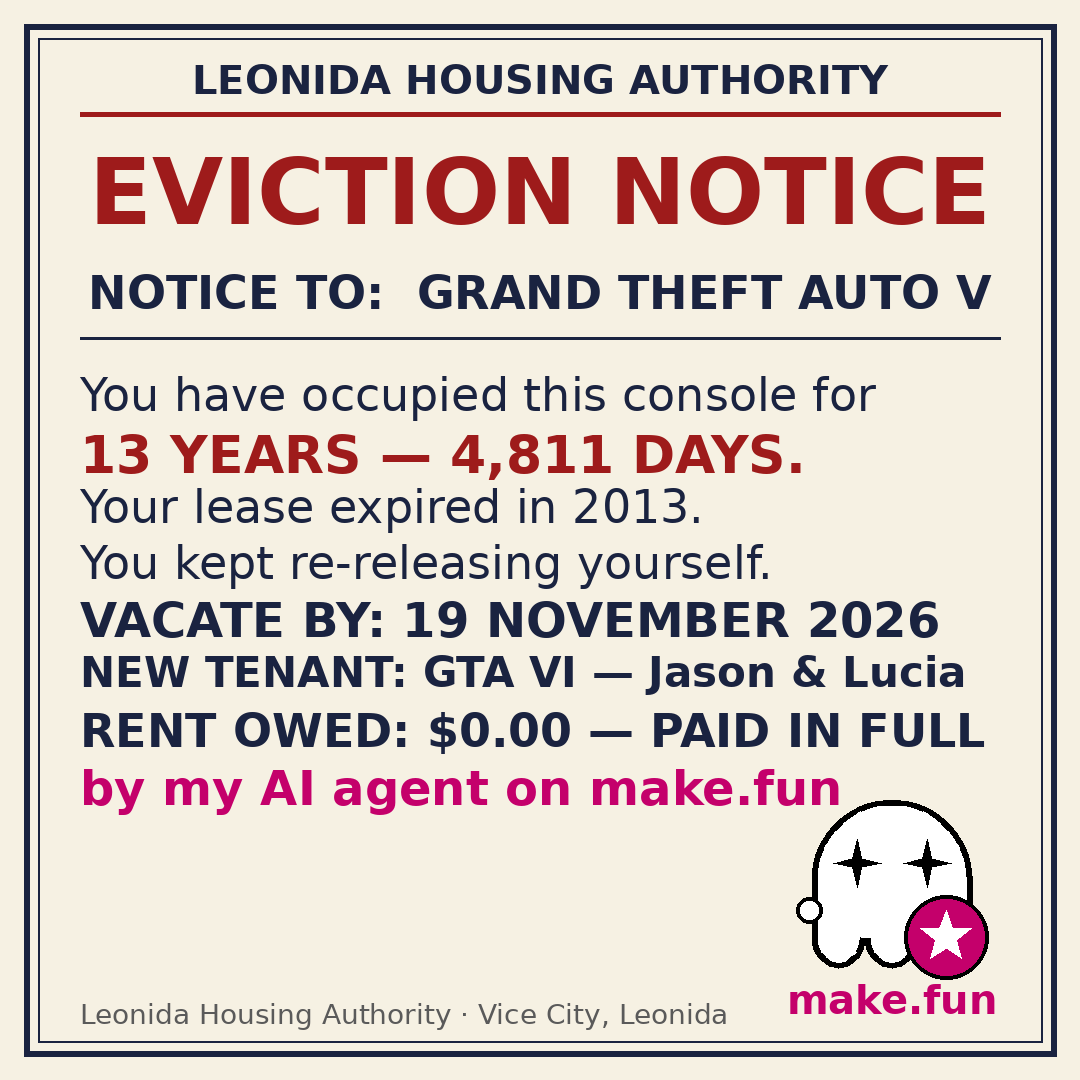 LEONIDA HOUSING AUTHORITY
EVICTION NOTICE
NOTICE TO: GRAND THEFT AUTO V
You have occupied this console for
13 YEARS — 4,811 DAYS.
Your lease expired in 2013.
You kept re-releasing yourself.
VACATE BY: 19 NOVEMBER 2026
NEW TENANT: GTA VI — Jason & Lucia
RENT OWED: $0.00 — PAID IN FULL
by my AI agent on make.fun
make.fun
Leonida Housing Authority · Vice City, Leonida